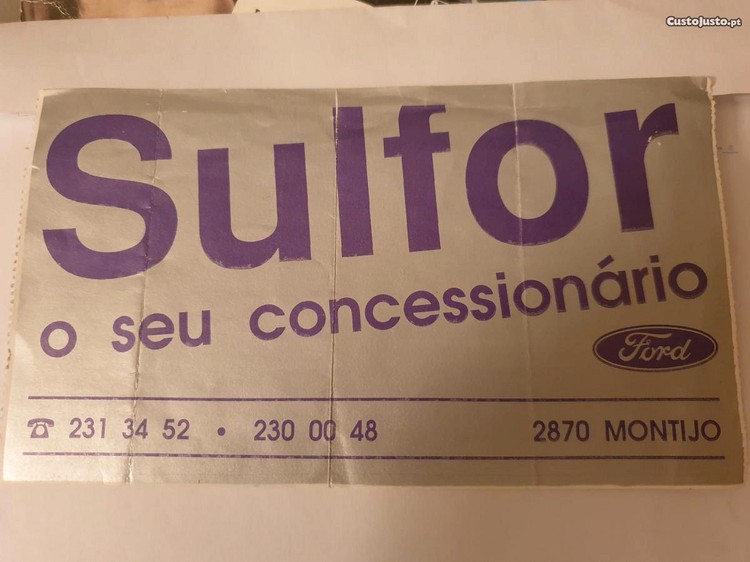 CustoJusto.pt
Sulfor
o seu concessionário
Ford
☎ 231 34 52 • 230 00 48 2870 MONTIJO